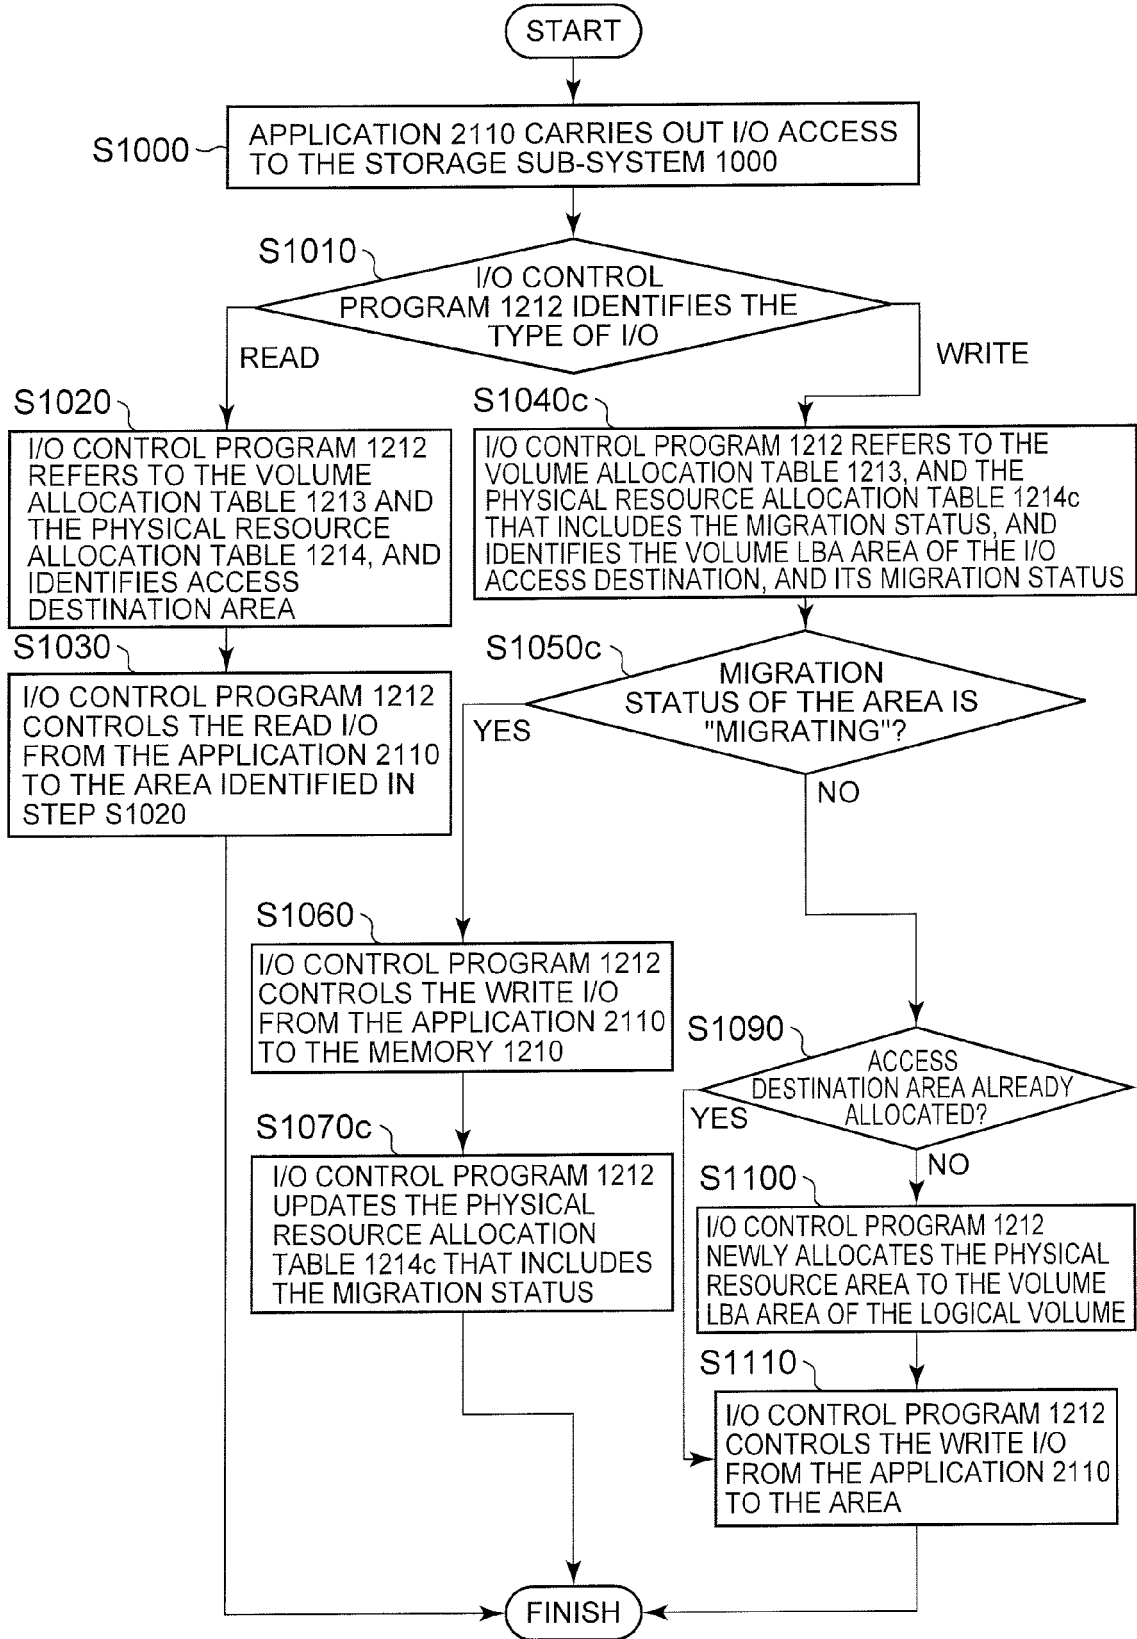 START
S1000
APPLICATION 2110 CARRIES OUT I/O ACCESS
TO THE STORAGE SUB-SYSTEM 1000
S1010
I/O CONTROL
PROGRAM 1212 IDENTIFIES THE
TYPE OF I/O
READ
WRITE
S1020
I/O CONTROL PROGRAM 1212
REFERS TO THE VOLUME
ALLOCATION TABLE 1213 AND
THE PHYSICAL RESOURCE
ALLOCATION TABLE 1214, AND
IDENTIFIES ACCESS
DESTINATION AREA
S1040c
I/O CONTROL PROGRAM 1212 REFERS TO THE
VOLUME ALLOCATION TABLE 1213, AND THE
PHYSICAL RESOURCE ALLOCATION TABLE 1214c
THAT INCLUDES THE MIGRATION STATUS, AND
IDENTIFIES THE VOLUME LBA AREA OF THE I/O
ACCESS DESTINATION, AND ITS MIGRATION STATUS
S1030
I/O CONTROL PROGRAM 1212
CONTROLS THE READ I/O
FROM THE APPLICATION 2110
TO THE AREA IDENTIFIED IN
STEP S1020
S1050c
MIGRATION
STATUS OF THE AREA IS
"MIGRATING"?
YES
NO
S1060
I/O CONTROL PROGRAM 1212
CONTROLS THE WRITE I/O
FROM THE APPLICATION 2110
TO THE MEMORY 1210
S1090
ACCESS
DESTINATION AREA ALREADY
ALLOCATED?
YES
NO
S1070c
I/O CONTROL PROGRAM 1212
UPDATES THE PHYSICAL
RESOURCE ALLOCATION
TABLE 1214c THAT INCLUDES
THE MIGRATION STATUS
S1100
I/O CONTROL PROGRAM 1212
NEWLY ALLOCATES THE PHYSICAL
RESOURCE AREA TO THE VOLUME
LBA AREA OF THE LOGICAL VOLUME
S1110
I/O CONTROL PROGRAM 1212
CONTROLS THE WRITE I/O
FROM THE APPLICATION 2110
TO THE AREA
FINISH